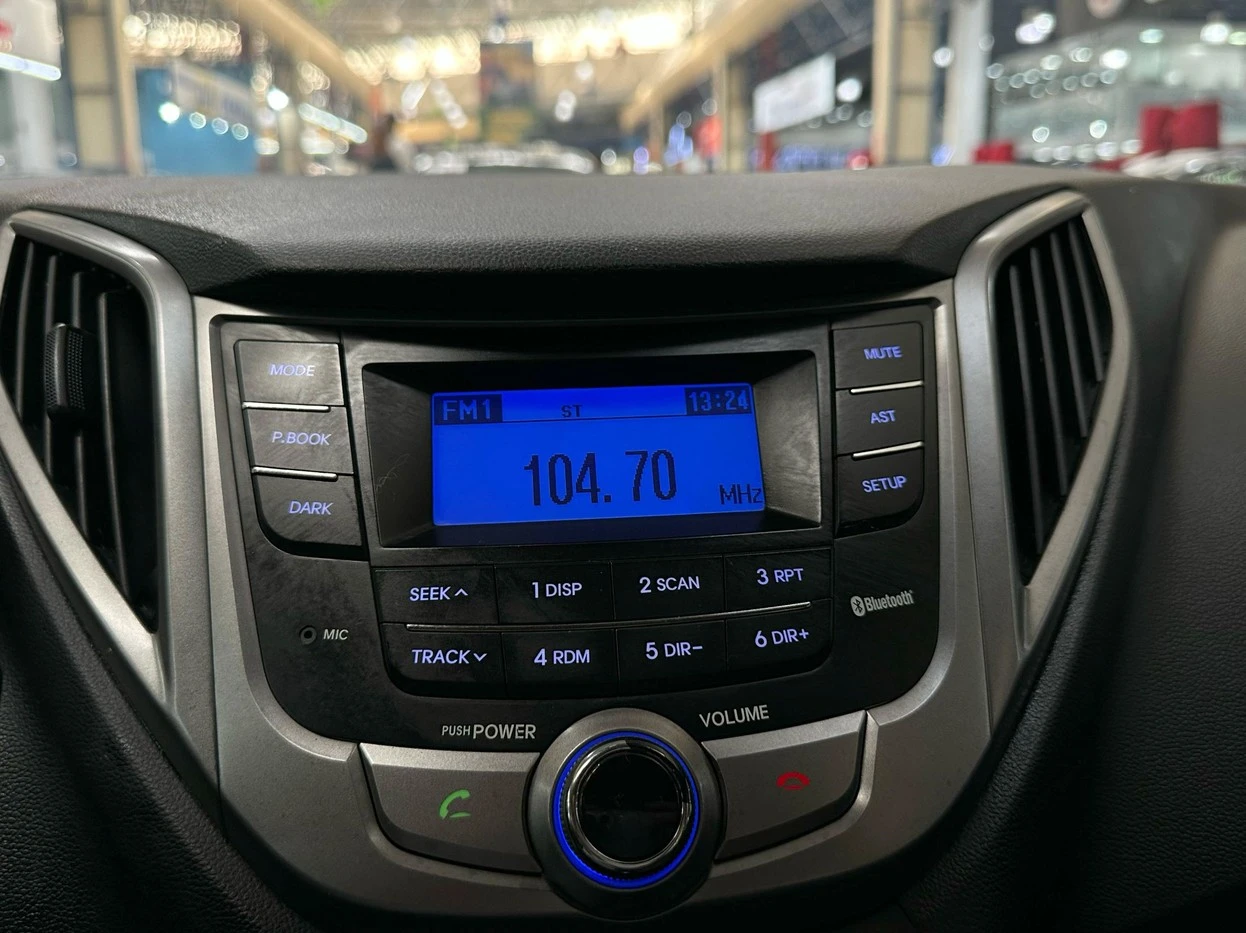 MODE
P.BOOK
DARK
FM1 ST 13:24
104.70 MHz
MUTE
AST
SETUP
SEEK 1 DISP 2 SCAN 3 RPT
TRACK 4 RDM 5 DIR- 6 DIR+
MIC
Bluetooth
PUSH POWER
VOLUME